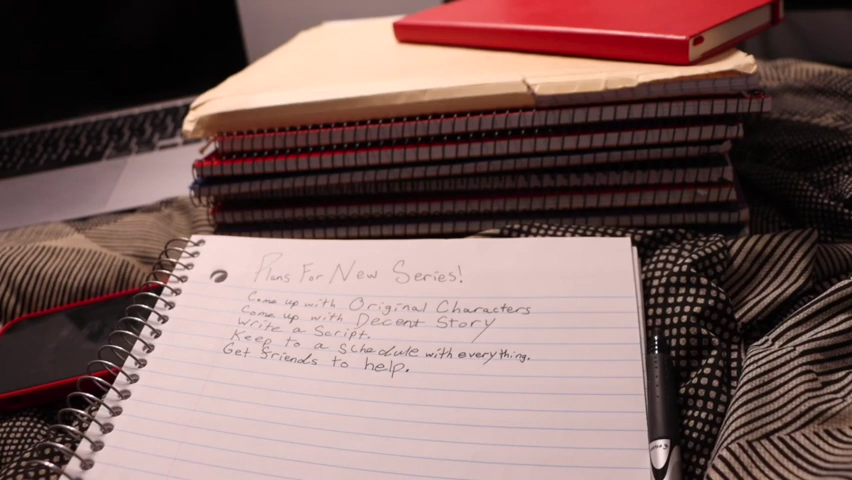 Plans For New Series!
Come up with Original Characters
Come up with Decent Story
Write a Script.
Keep to a Schedule with everything.
Get friends to help.